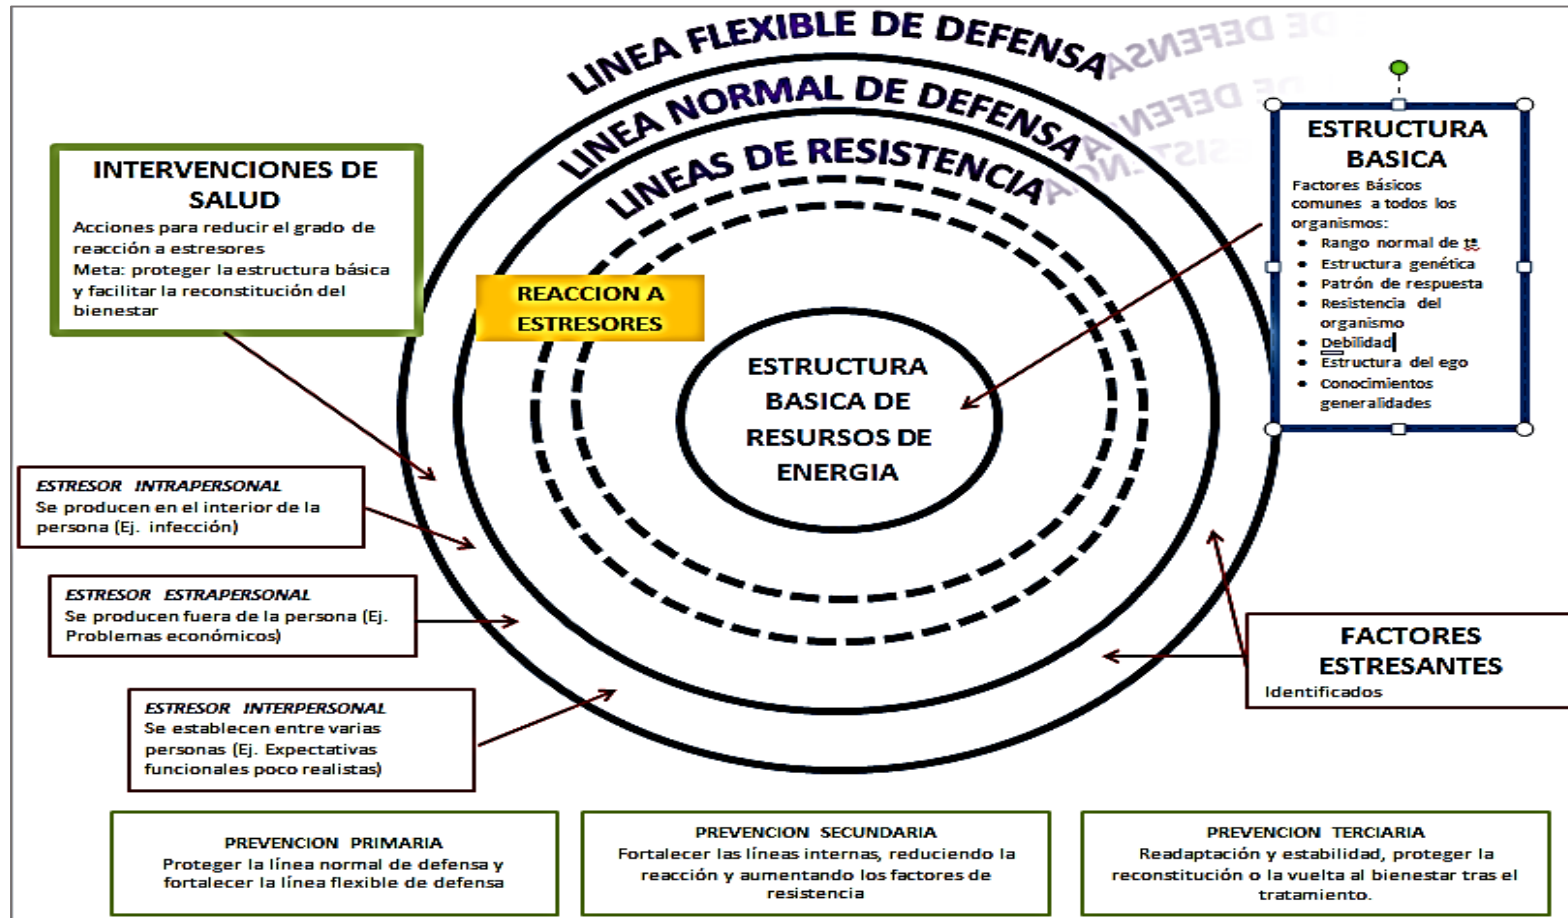 LINEA FLEXIBLE DE DEFENSA
DE DEFENSA
LINEA NORMAL DE DEFENSA
DE DEFENSA
LINEAS DE RESISTENCIA
RESISTENCIA
INTERVENCIONES DE
SALUD
Acciones para reducir el grado de
reacción a estresores
Meta: proteger la estructura básica
y facilitar la reconstitución del
bienestar
ESTRUCTURA
BASICA
Factores Básicos
comunes a todos los
organismos:
• Rango normal de tª
• Estructura genética
• Patrón de respuesta
• Resistencia del
organismo
• Debilidad
• Estructura del ego
• Conocimientos
generalidades
REACCION A
ESTRESORES
ESTRUCTURA
BASICA DE
RESURSOS DE
ENERGIA
ESTRESOR INTRAPERSONAL
Se producen en el interior de la
persona (Ej. infección)
ESTRESOR ESTRAPERSONAL
Se producen fuera de la persona (Ej.
Problemas económicos)
ESTRESOR INTERPERSONAL
Se establecen entre varias
personas (Ej. Expectativas
funcionales poco realistas)
FACTORES
ESTRESANTES
Identificados
PREVENCION PRIMARIA
Proteger la línea normal de defensa y
fortalecer la línea flexible de defensa
PREVENCION SECUNDARIA
Fortalecer las líneas internas, reduciendo la
reacción y aumentando los factores de
resistencia
PREVENCION TERCIARIA
Readaptación y estabilidad, proteger la
reconstitución o la vuelta al bienestar tras el
tratamiento.